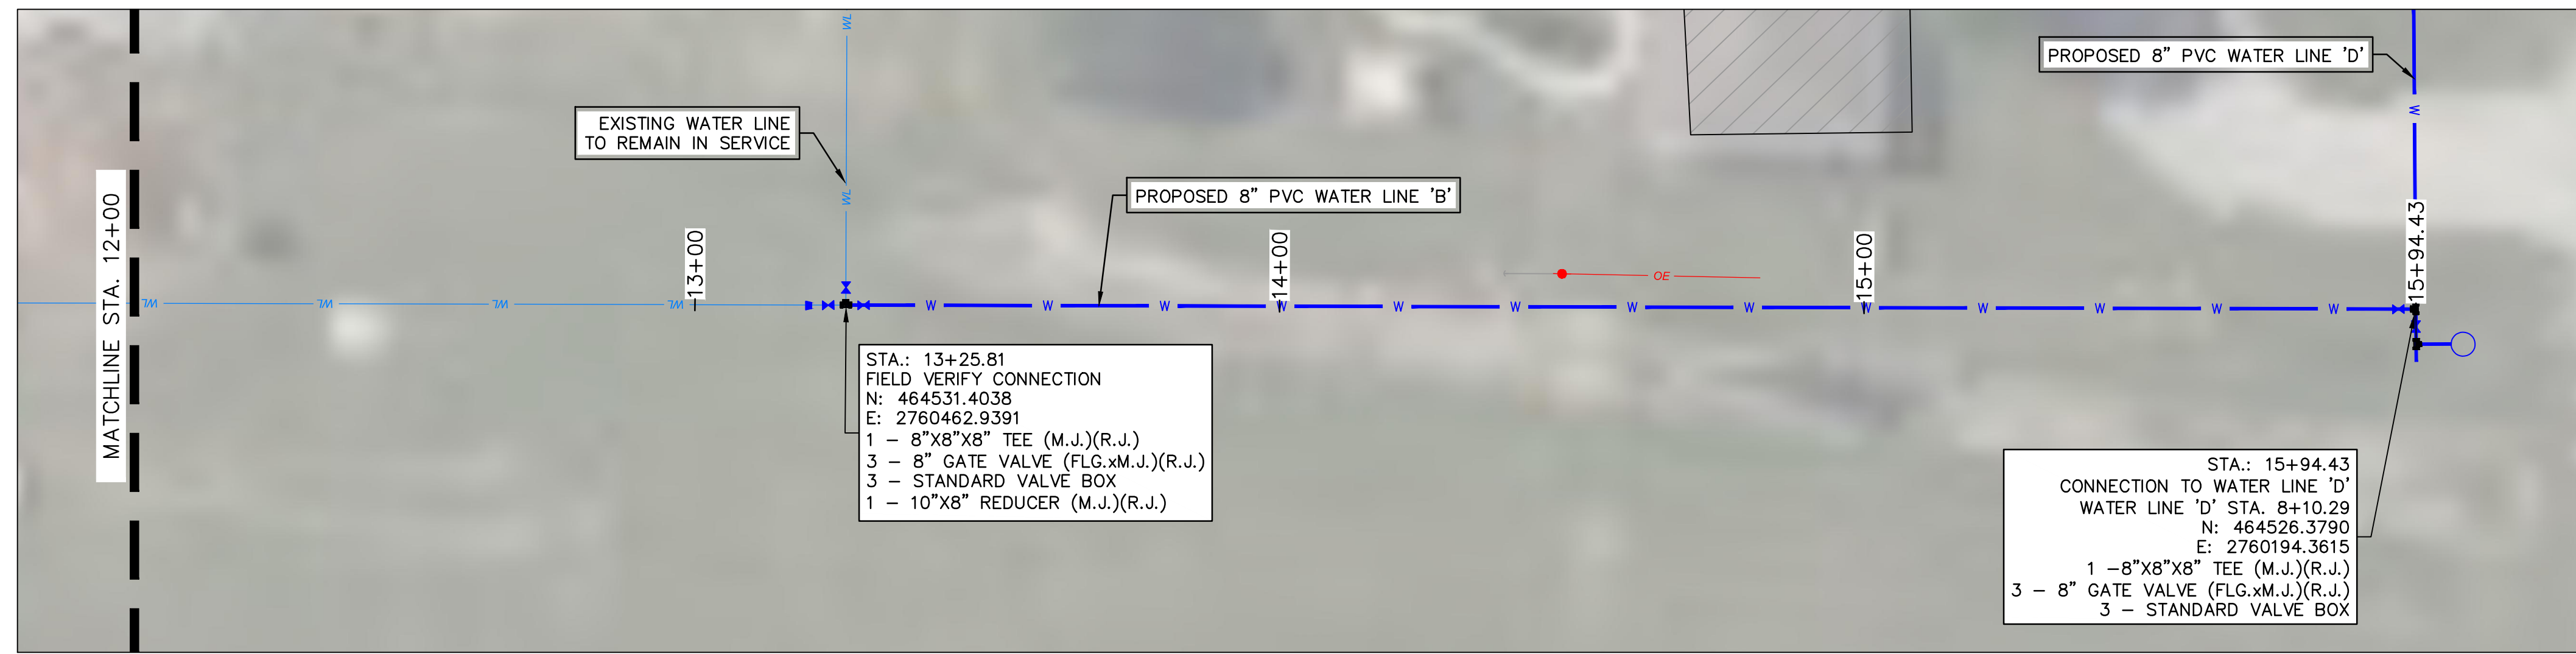 MATCHLINE STA. 12+00
WL
WL
WL
WL
WL
WL
EXISTING WATER LINE
TO REMAIN IN SERVICE
13+00
PROPOSED 8" PVC WATER LINE 'B'
W
W
W
W
W
W
W
W
W
W
W
W
W
14+00
OE
15+00
PROPOSED 8" PVC WATER LINE 'D'
W
15+94.43
STA.: 13+25.81
FIELD VERIFY CONNECTION
N: 464531.4038
E: 2760462.9391
1 – 8"X8"X8" TEE (M.J.)(R.J.)
3 – 8" GATE VALVE (FLG.xM.J.)(R.J.)
3 – STANDARD VALVE BOX
1 – 10"X8" REDUCER (M.J.)(R.J.)
STA.: 15+94.43
CONNECTION TO WATER LINE 'D'
WATER LINE 'D' STA. 8+10.29
N: 464526.3790
E: 2760194.3615
1 –8"X8"X8" TEE (M.J.)(R.J.)
3 – 8" GATE VALVE (FLG.xM.J.)(R.J.)
3 – STANDARD VALVE BOX